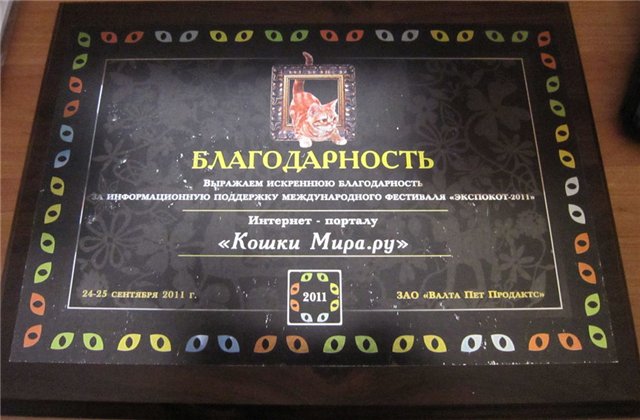 БЛАГОДАРНОСТЬ
Выражаем искреннюю благодарность
за информационную поддержку международного фестиваля «ЭКСПОКОТ-2011»
Интернет - порталу
«Кошки Мира.ру»
24-25 сентября 2011 г.
2011
ЗАО «Валта Пет Продактс»